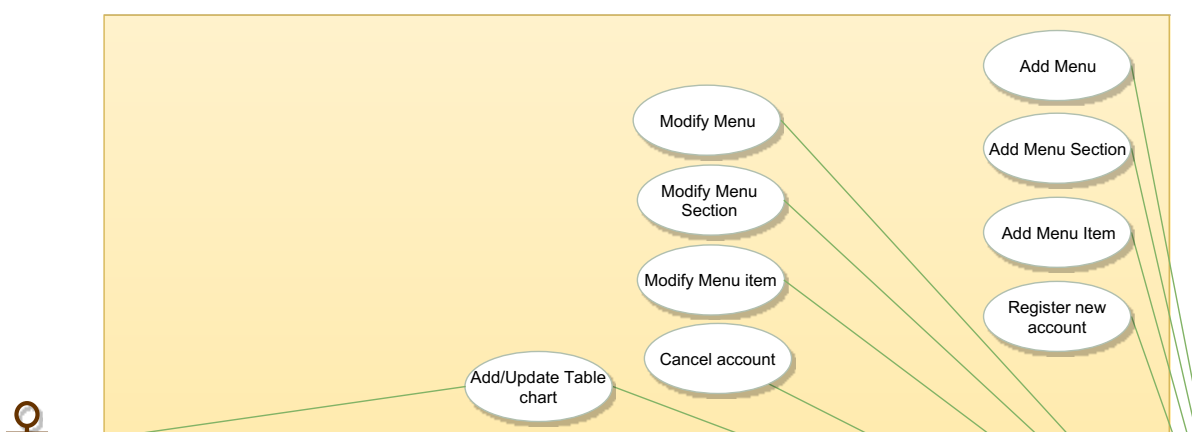 Add Menu
Modify Menu
Add Menu Section
Modify Menu
Section
Add Menu Item
Modify Menu item
Register new
account
Cancel account
Add/Update Table
chart